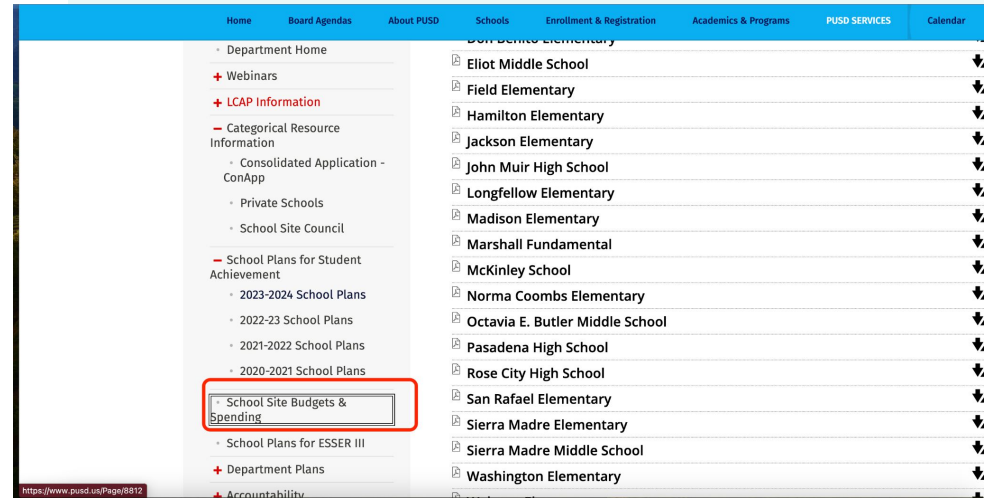 Home Board Agendas About PUSD Schools Enrollment & Registration Academics & Programs PUSD SERVICES Calendar
Department Home
+ Webinars
+ LCAP Information
− Categorical Resource
Information
Consolidated Application -
ConApp
Private Schools
School Site Council
− School Plans for Student
Achievement
2023-2024 School Plans
2022-23 School Plans
2021-2022 School Plans
2020-2021 School Plans
School Site Budgets &
Spending
School Plans for ESSER III
+ Department Plans
+ Accountability
Don Benito Elementary
Eliot Middle School
Field Elementary
Hamilton Elementary
Jackson Elementary
John Muir High School
Longfellow Elementary
Madison Elementary
Marshall Fundamental
McKinley School
Norma Coombs Elementary
Octavia E. Butler Middle School
Pasadena High School
Rose City High School
San Rafael Elementary
Sierra Madre Elementary
Sierra Madre Middle School
Washington Elementary
https://www.pusd.us/Page/8812